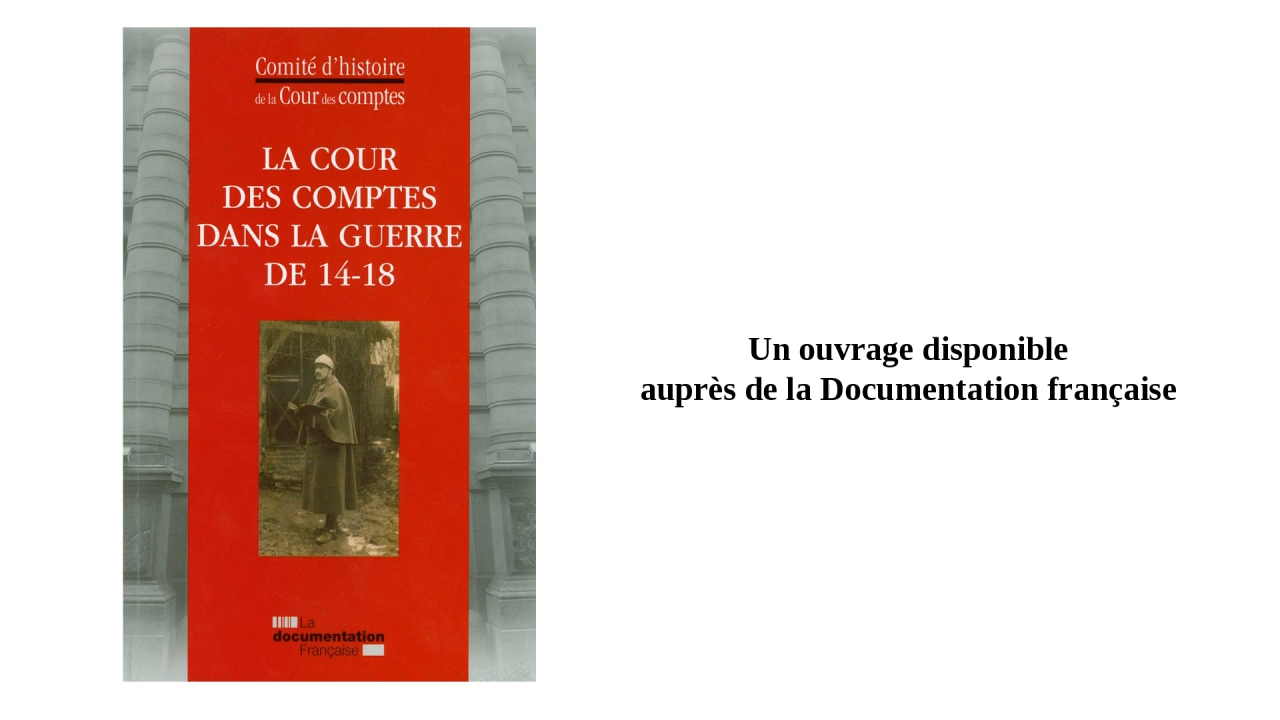 Comité d'histoire
de la Cour des comptes
LA COUR
DES COMPTES
DANS LA GUERRE
DE 14-18
La
documentation
Française
Un ouvrage disponible
auprès de la Documentation française